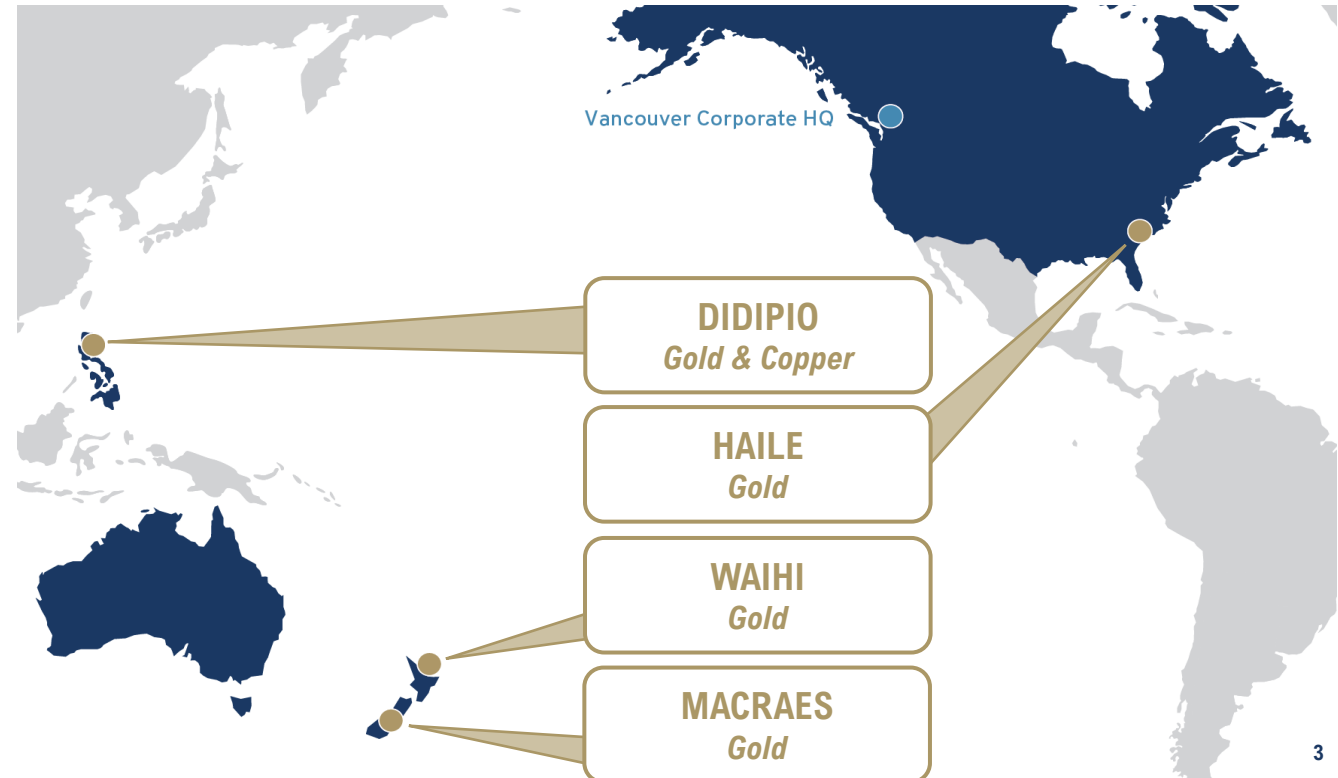 Vancouver Corporate HQ
DIDIPIO
Gold & Copper
HAILE
Gold
WAIHI
Gold
MACRAES
Gold
3